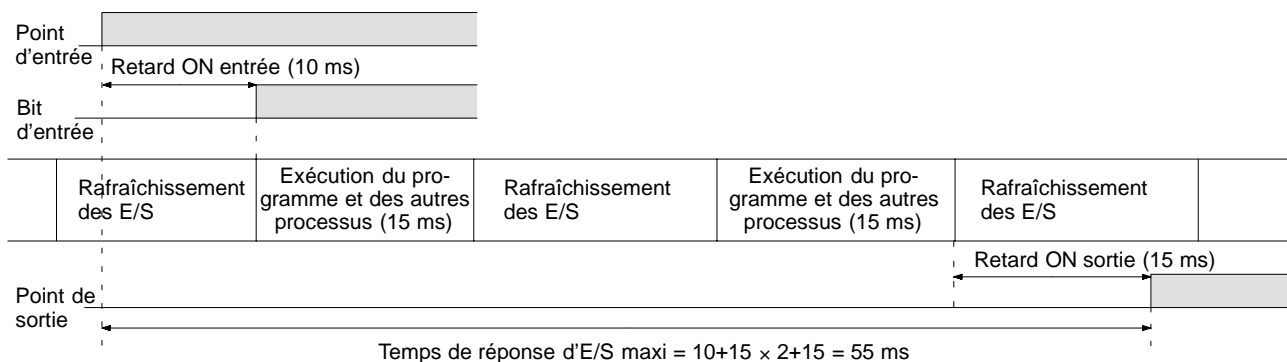 Point
d'entrée
Retard ON entrée (10 ms)
Bit
d'entrée
Rafraîchissement
des E/S
Exécution du pro-
gramme et des autres
processus (15 ms)
Rafraîchissement
des E/S
Exécution du pro-
gramme et des autres
processus (15 ms)
Rafraîchissement
des E/S
Retard ON sortie (15 ms)
Point de
sortie
Temps de réponse d'E/S maxi = 10+15 × 2+15 = 55 ms